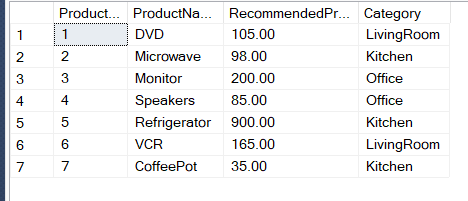 Product... ProductNa... RecommendedPr... Category
1 1 DVD 105.00 LivingRoom
2 2 Microwave 98.00 Kitchen
3 3 Monitor 200.00 Office
4 4 Speakers 85.00 Office
5 5 Refrigerator 900.00 Kitchen
6 6 VCR 165.00 LivingRoom
7 7 CoffeePot 35.00 Kitchen